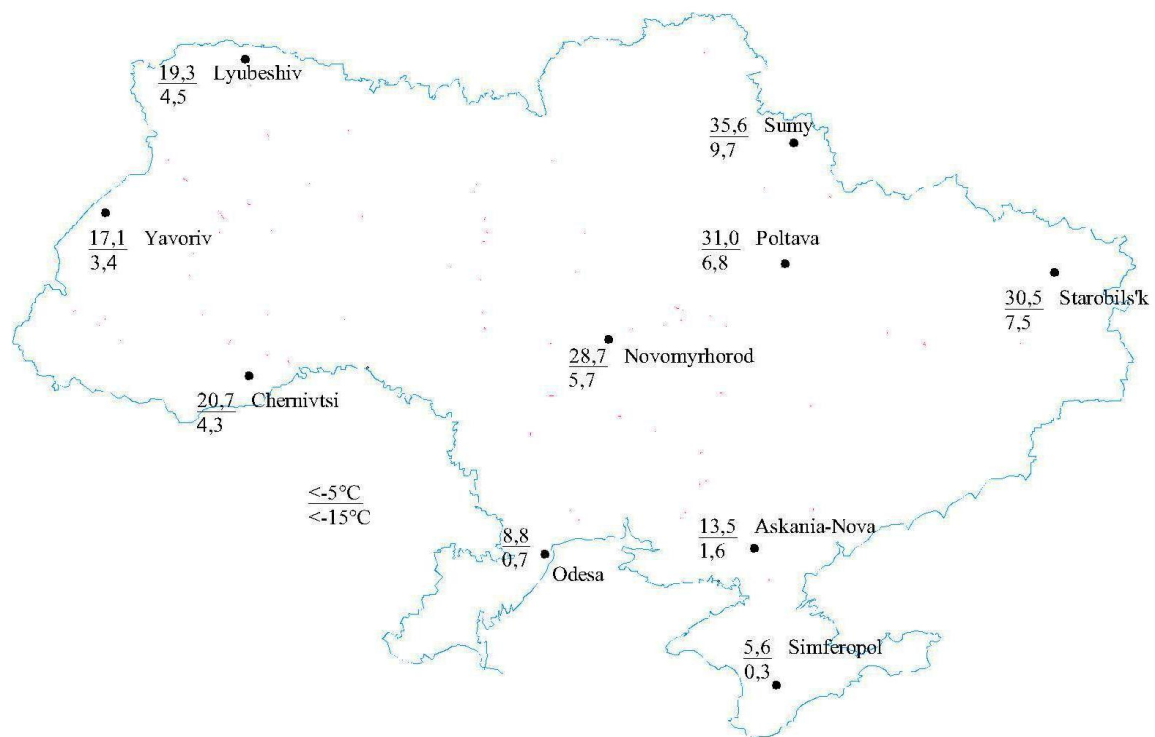 19,3 Lyubeshiv
4,5
35,6 Sumy
9,7
17,1 Yavoriv
3,4
31,0 Poltava
6,8
30,5 Starobils'k
7,5
28,7 Novomyrhorod
5,7
20,7 Chernivtsi
4,3
<-5°C
<-15°C
8,8
0,7
Odesa
13,5 Askania-Nova
1,6
5,6 Simferopol
0,3